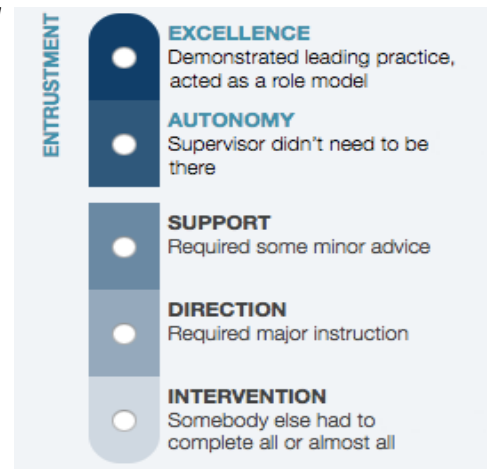 ENTRUSTMENT
EXCELLENCE
Demonstrated leading practice,
acted as a role model
AUTONOMY
Supervisor didn't need to be
there
SUPPORT
Required some minor advice
DIRECTION
Required major instruction
INTERVENTION
Somebody else had to
complete all or almost all